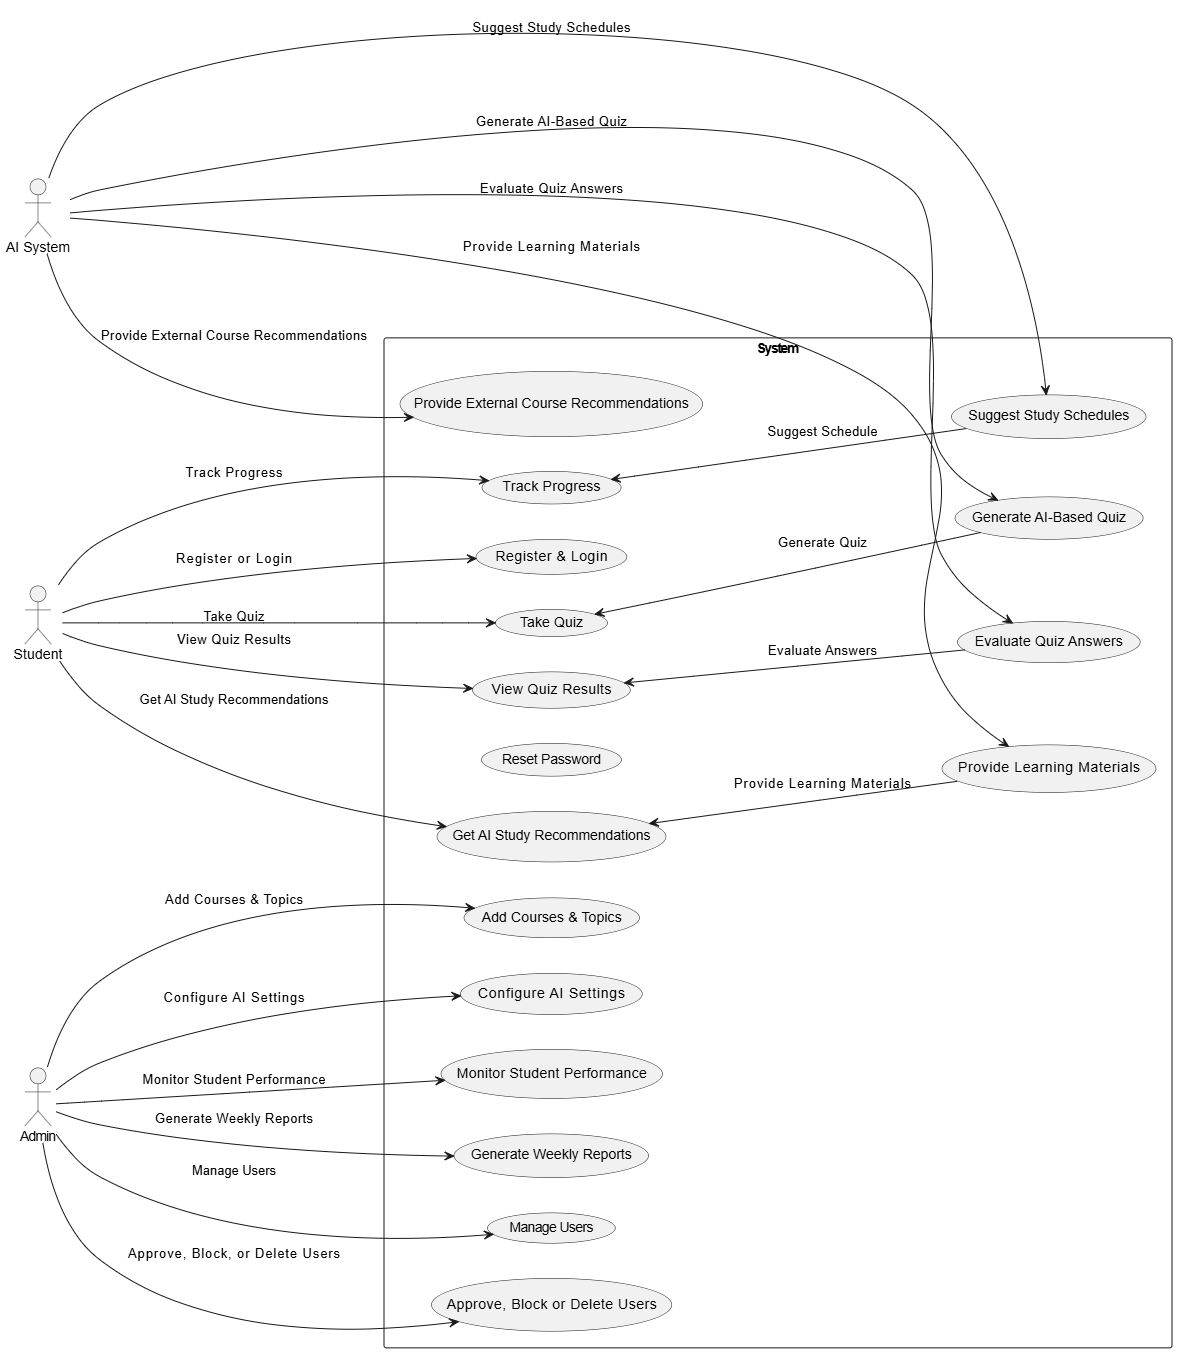 Suggest Study Schedules
Generate AI-Based Quiz
Evaluate Quiz Answers
Provide Learning Materials
AI System
Provide External Course Recommendations
System
Provide External Course Recommendations
Suggest Study Schedules
Suggest Schedule
Track Progress
Track Progress
Generate AI-Based Quiz
Generate Quiz
Register or Login
Register & Login
Take Quiz
Take Quiz
Student
View Quiz Results
Evaluate Answers
Evaluate Quiz Answers
View Quiz Results
Get AI Study Recommendations
Reset Password
Provide Learning Materials
Provide Learning Materials
Get AI Study Recommendations
Add Courses & Topics
Add Courses & Topics
Configure AI Settings
Configure AI Settings
Monitor Student Performance
Monitor Student Performance
Admin
Generate Weekly Reports
Generate Weekly Reports
Manage Users
Manage Users
Approve, Block, or Delete Users
Approve, Block or Delete Users